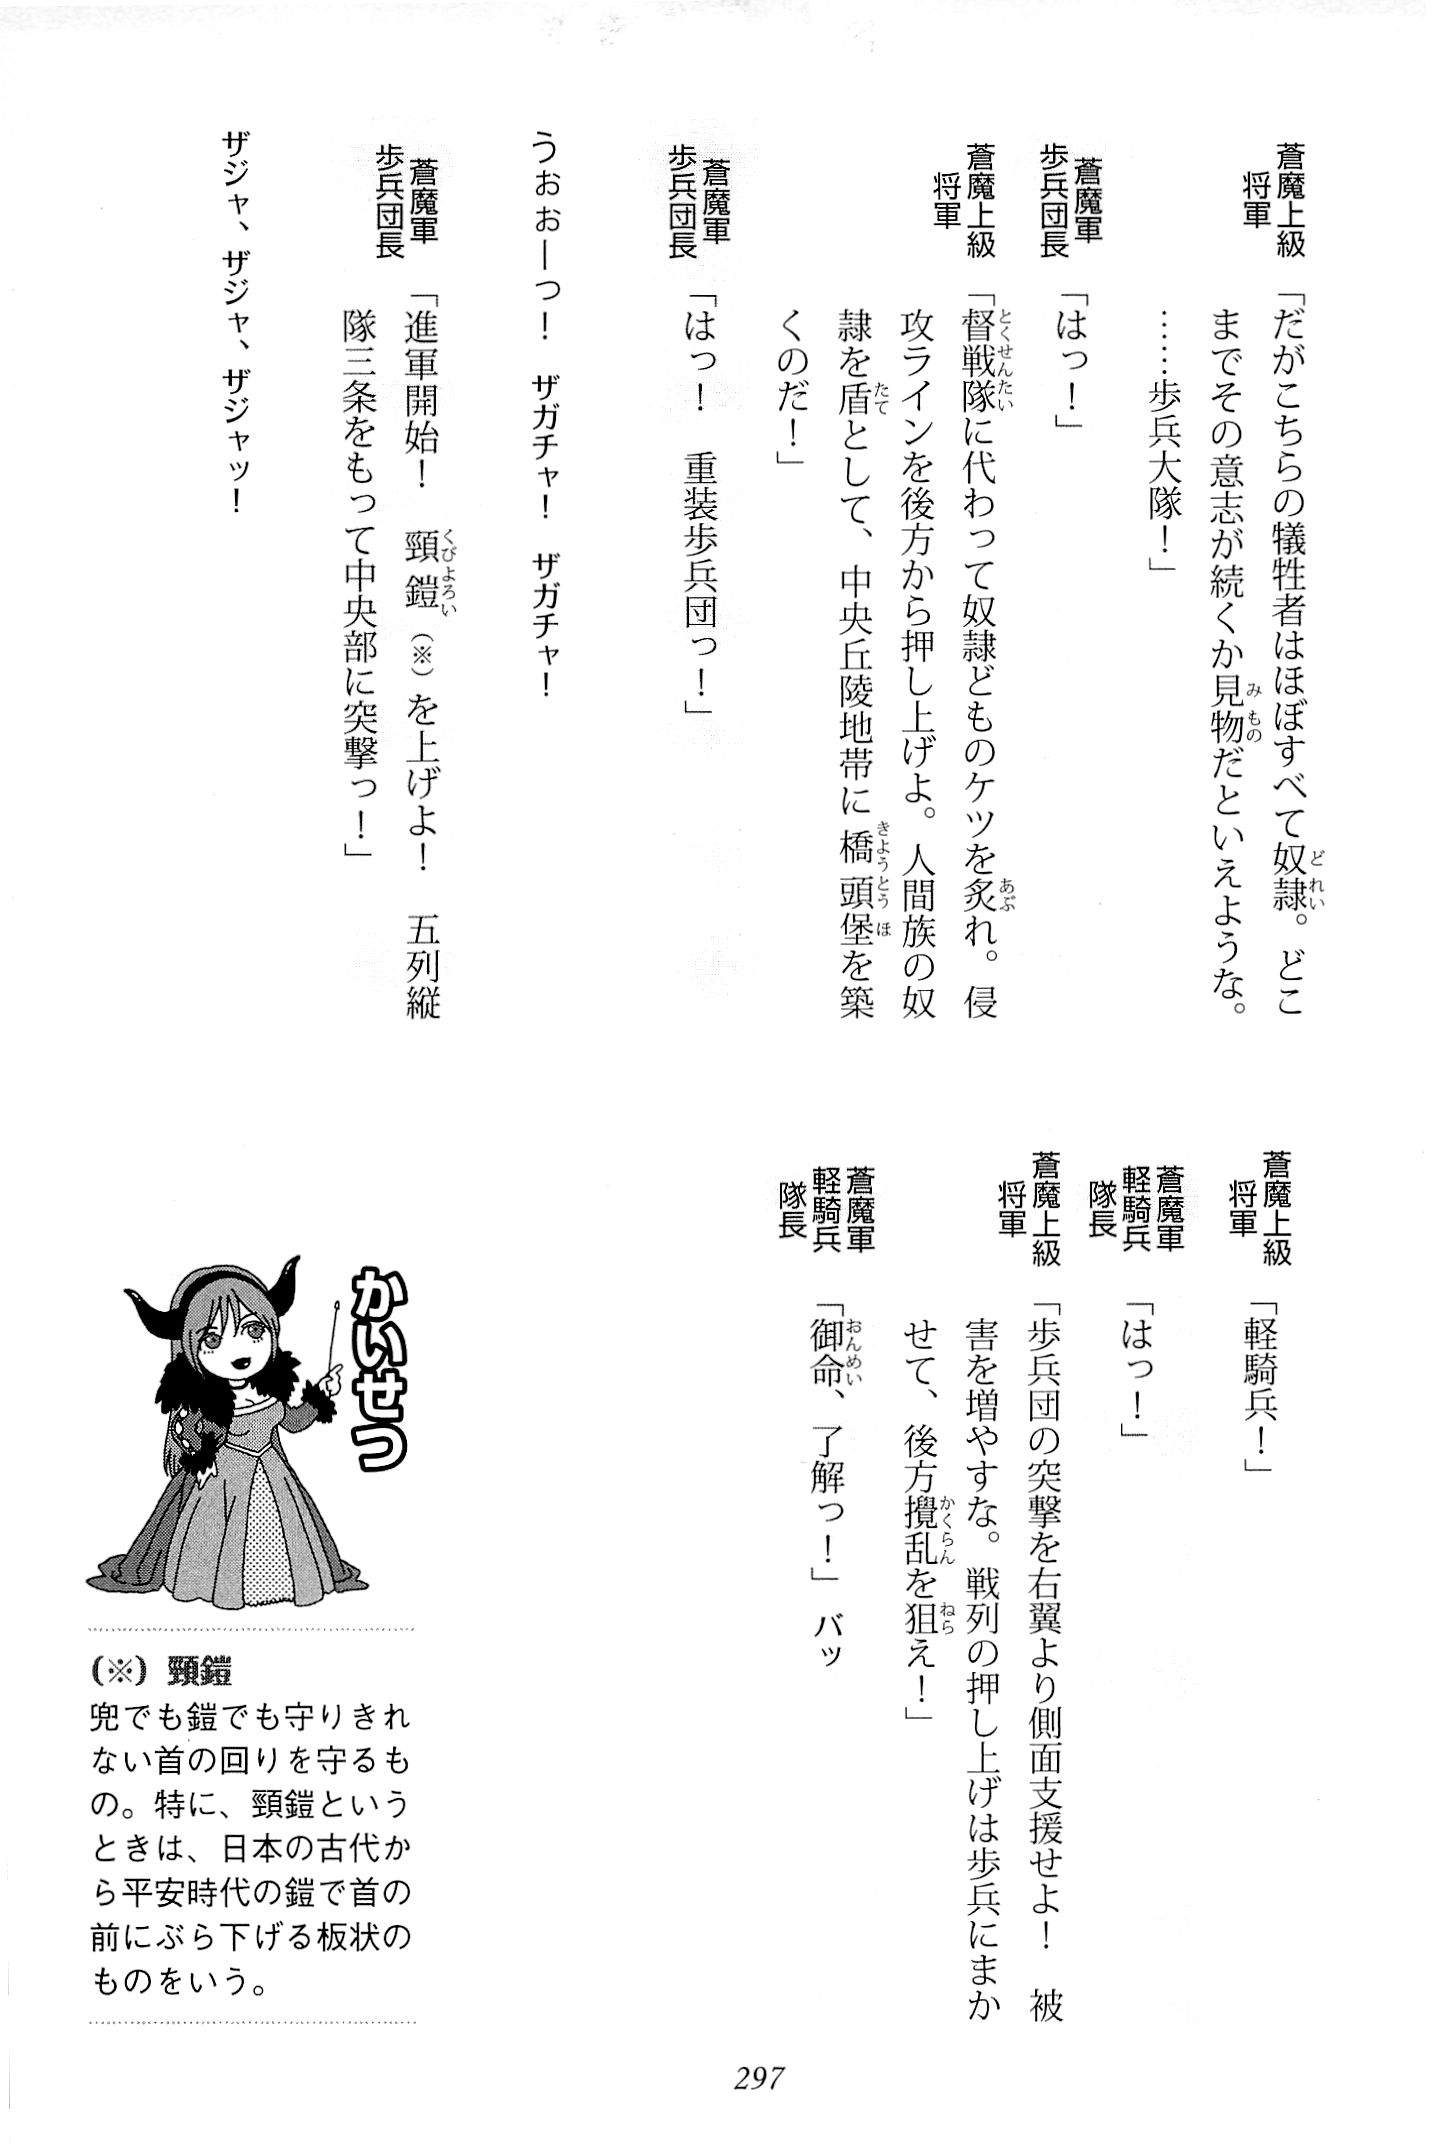 蒼魔上級
将軍
「だがこちらの犠牲者はほぼすべて奴隷。どこ
までその意志が続くか見物だといえような。
……歩兵大隊！」
蒼魔軍
歩兵団長
「はっ！」
蒼魔上級
将軍
「督戦隊に代わって奴隷どものケツを炙れ。侵
攻ラインを後方から押し上げよ。人間族の奴
隷を盾として、中央丘陵地帯に橋頭堡を築
くのだ！」
蒼魔軍
歩兵団長
「はっ！　重装歩兵団っ！」
うぉぉーっ！　ザガチャ！　ザガチャ！
蒼魔軍
歩兵団長
「進軍開始！　頸鎧（※）を上げよ！　五列縦
隊三条をもって中央部に突撃っ！」
ザジャ、ザジャ、ザジャッ！
蒼魔上級
将軍
「軽騎兵！」
蒼魔軍
軽騎兵
隊長
「はっ！」
蒼魔上級
将軍
「歩兵団の突撃を右翼より側面支援せよ！　被
害を増やすな。戦列の押し上げは歩兵にまか
せて、後方攪乱を狙え！」
蒼魔軍
軽騎兵
隊長
「御命、了解っ！」バッ
かいせつ
（※）頸鎧
兜でも鎧でも守りきれ
ない首の回りを守るも
の。特に、頸鎧という
ときは、日本の古代か
ら平安時代の鎧で首の
前にぶら下げる板状の
ものをいう。
297